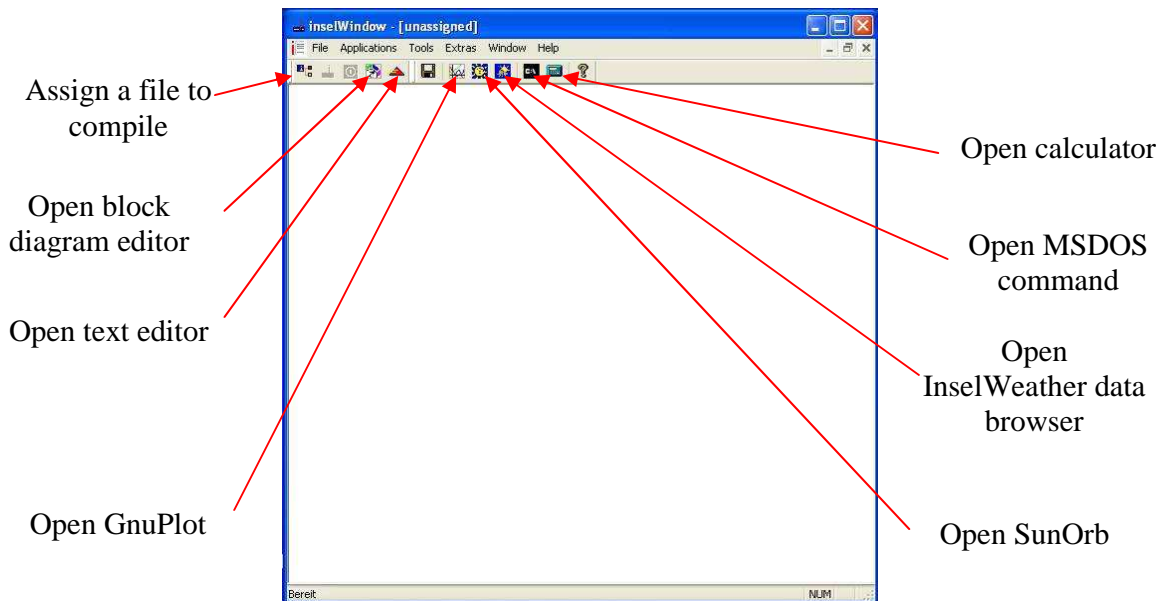 inselWindow - [unassigned]
File Applications Tools Extras Window Help
C:\
?
Assign a file to
compile
Open block
diagram editor
Open text editor
Open GnuPlot
Open calculator
Open MSDOS
command
Open
InselWeather data
browser
Open SunOrb
Bereit NUM